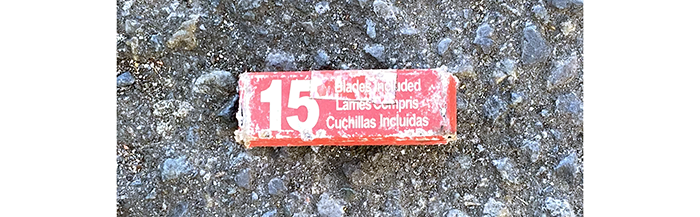 15
Blades Included
Lames Compris
Cuchillas Incluidas